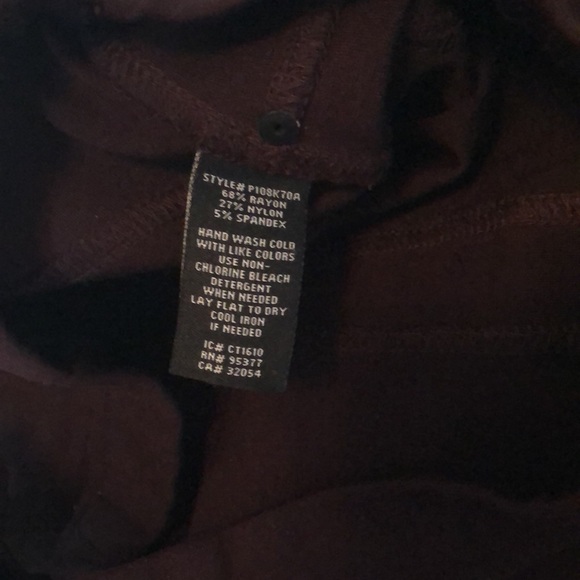 STYLE# P108K70A
68% RAYON
27% NYLON
5% SPANDEX
HAND WASH COLD
WITH LIKE COLORS
USE NON-
CHLORINE BLEACH
DETERGENT
WHEN NEEDED
LAY FLAT TO DRY
COOL IRON
IF NEEDED
IC# CT1610
RN# 95377
CA# 32054